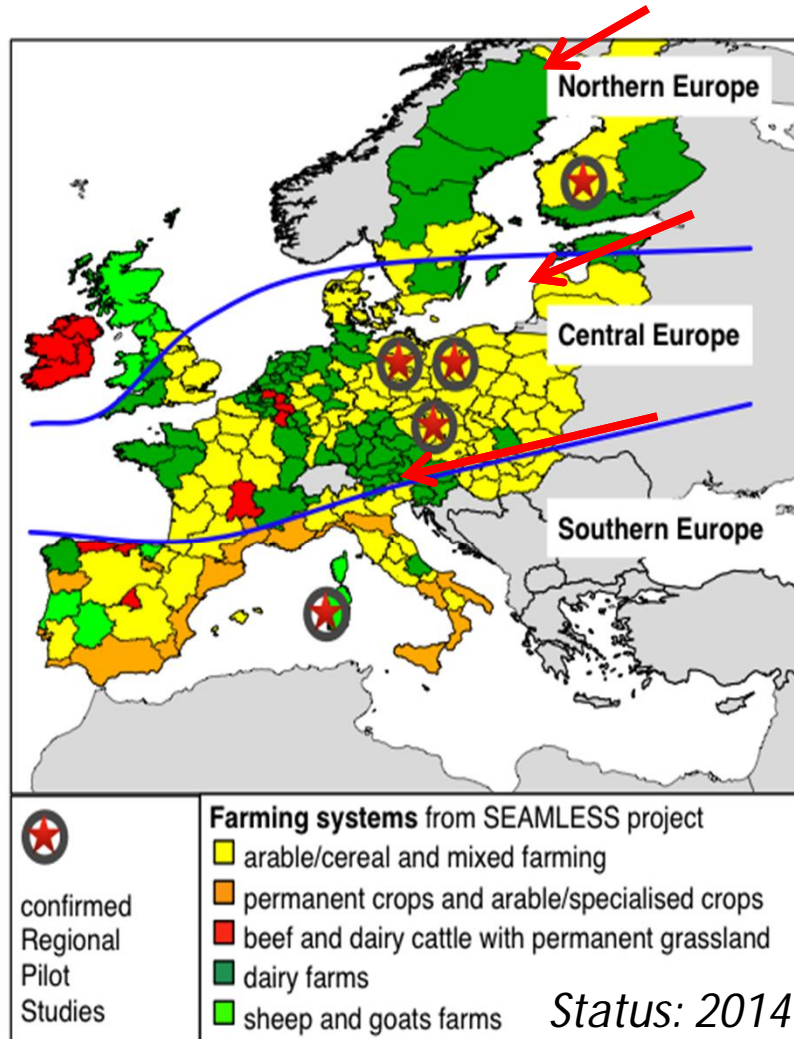 Northern Europe
Central Europe
Southern Europe
confirmed
Regional
Pilot
Studies
Farming systems from SEAMLESS project
arable/cereal and mixed farming
permanent crops and arable/specialised crops
beef and dairy cattle with permanent grassland
dairy farms
sheep and goats farms
Status: 2014